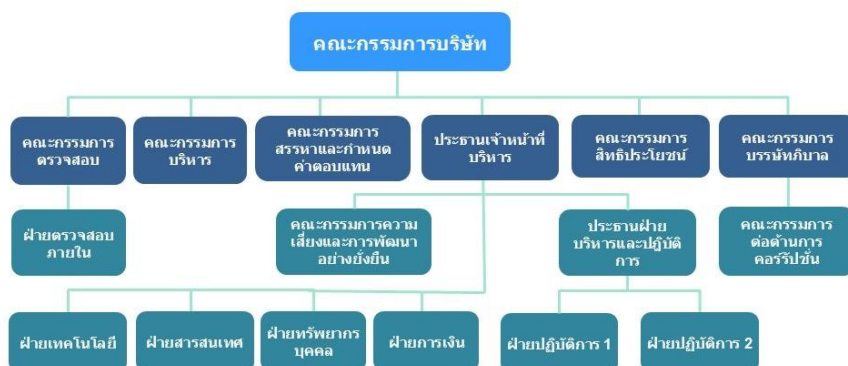 คณะกรรมการบริษัท
คณะกรรมการ
ตรวจสอบ
คณะกรรมการ
บริหาร
คณะกรรมการ
สรรหาและกำหนด
ค่าตอบแทน
ประธานเจ้าหน้าที่
บริหาร
คณะกรรมการ
สิทธิประโยชน์
คณะกรรมการ
บรรษัทภิบาล
ฝ่ายตรวจสอบ
ภายใน
คณะกรรมการความ
เสี่ยงและการพัฒนา
อย่างยั่งยืน
ประธานฝ่าย
บริหารและปฏิบัติ
การ
คณะกรรมการ
ต่อต้านการ
คอร์รัปชั่น
ฝ่ายเทคโนโลยี
ฝ่ายสารสนเทศ
ฝ่ายทรัพยากร
บุคคล
ฝ่ายการเงิน
ฝ่ายปฏิบัติการ 1
ฝ่ายปฏิบัติการ 2